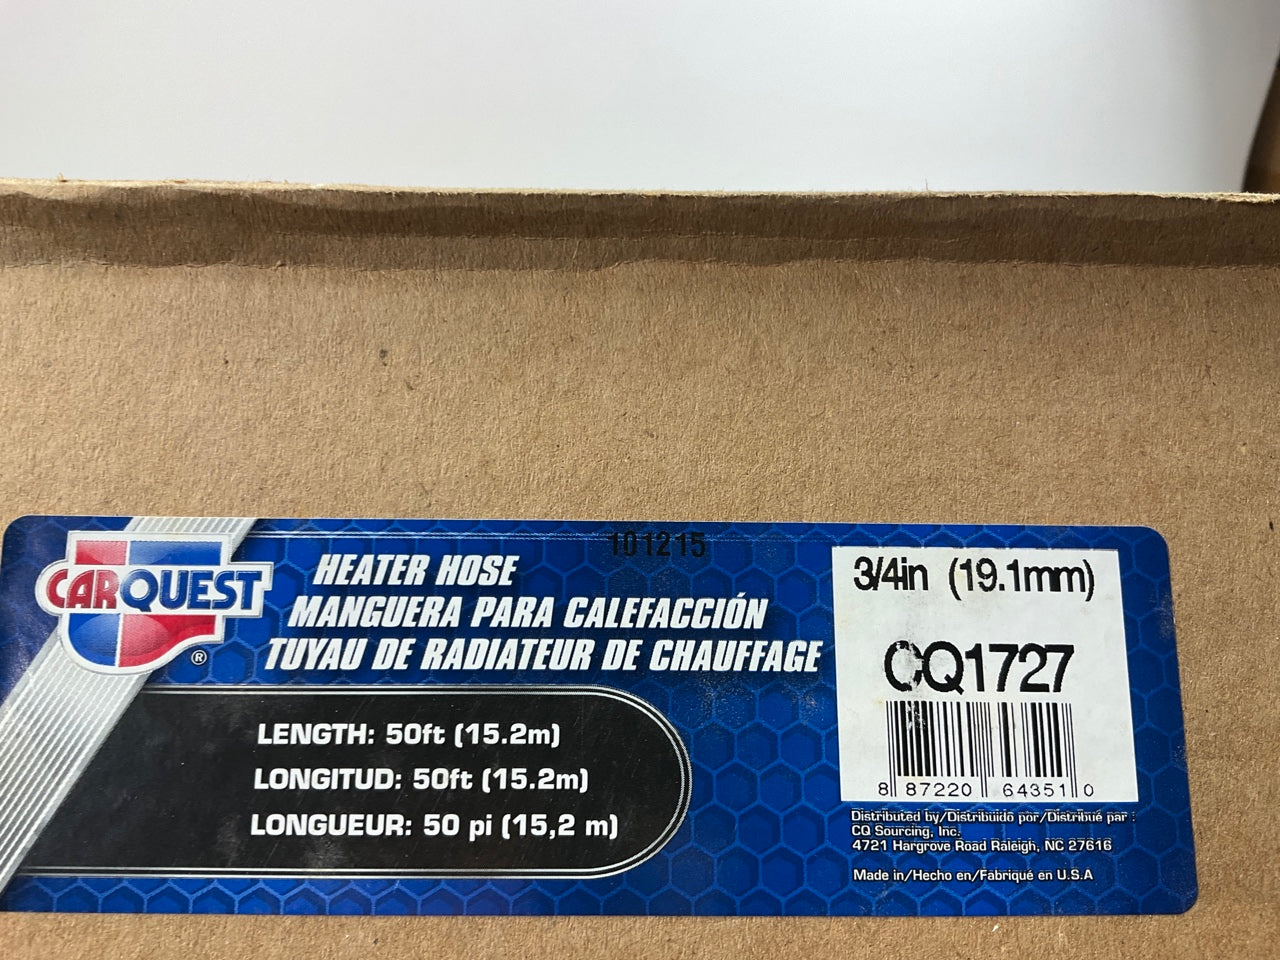 CARQUEST
®
101215
HEATER HOSE
MANGUERA PARA CALEFACCIÓN
TUYAU DE RADIATEUR DE CHAUFFAGE
LENGTH: 50ft (15.2m)
LONGITUD: 50ft (15.2m)
LONGUEUR: 50 pi (15,2 m)
3/4in (19.1mm)
CQ1727
8 87220 64351 0
Distributed by/Distribuido por/Distribué par :
CQ Sourcing, Inc.
4721 Hargrove Road Raleigh, NC 27616
Made in/Hecho en/Fabriqué en U.S.A